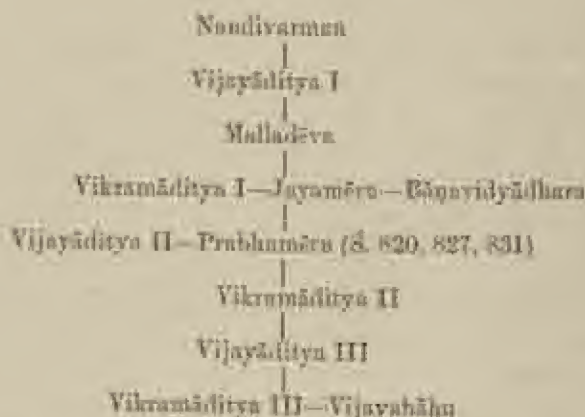 Nandivarman
Vijayāditya I
Malladēva
Vikramāditya I—Jayamēru—Bāṇavidyādhara
Vijayāditya II—Prabhumēru (Ś. 820, 827, 831)
Vikramāditya II
Vijayāditya III
Vikramāditya III—Vijayabāhu